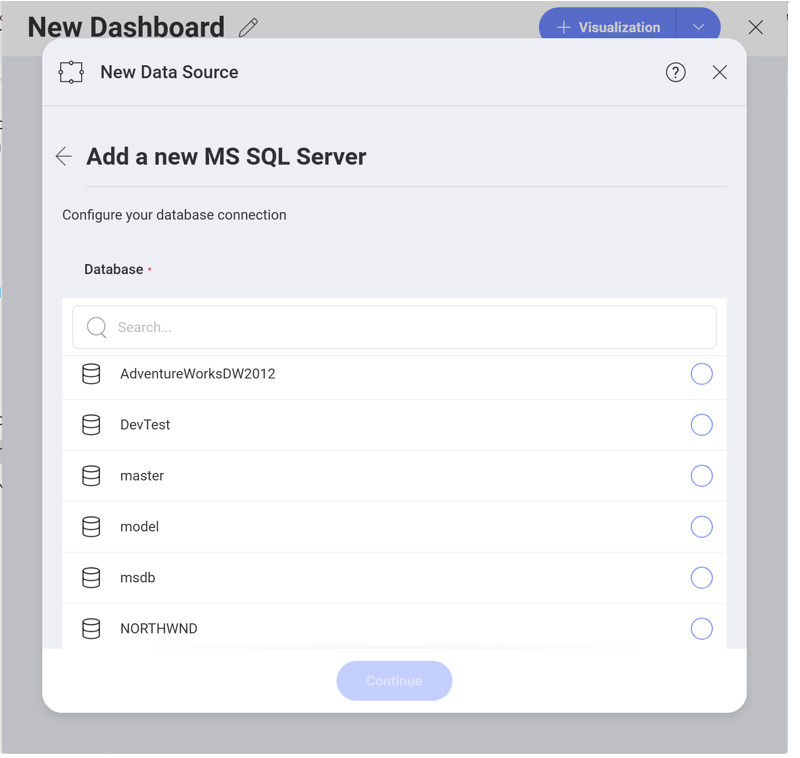 New Dashboard
+ Visualization
New Data Source
?
Add a new MS SQL Server
Configure your database connection
Database •
Search...
AdventureWorksDW2012
DevTest
master
model
msdb
NORTHWND
Continue